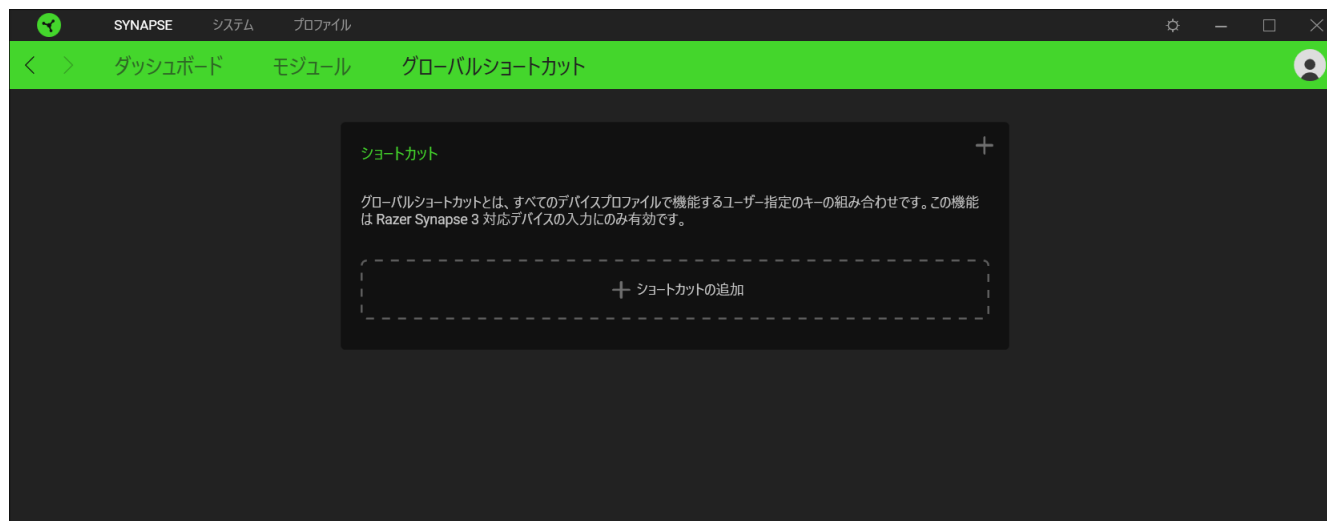 SYNAPSE システム プロファイル
ダッシュボード モジュール グローバルショートカット
ショートカット
グローバルショートカットとは、すべてのデバイスプロファイルで機能するユーザー指定のキーの組み合わせです。この機能
は Razer Synapse 3 対応デバイスの入力にのみ有効です。
ショートカットの追加